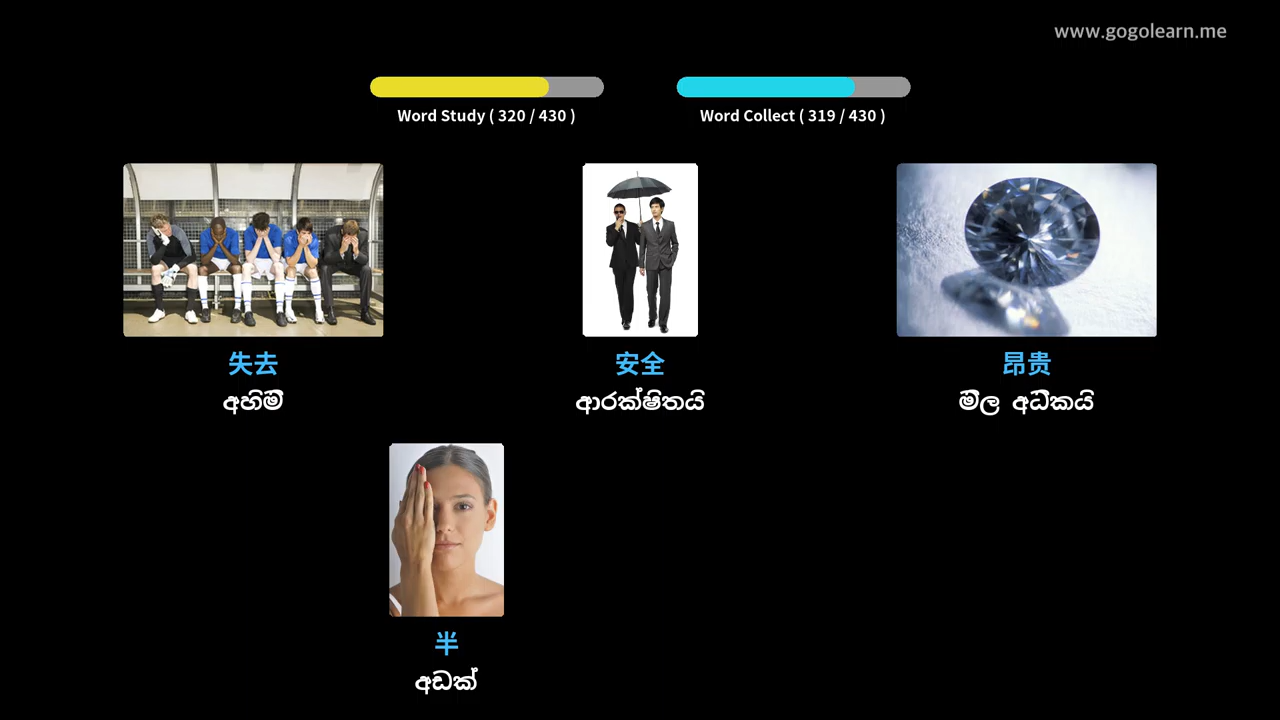 www.gogolearn.me
Word Study ( 320 / 430 )
Word Collect ( 319 / 430 )
失去
安全
昂贵
අහිමි
ආරක්ෂිතයි
මිල අධිකයි
半
අඩක්